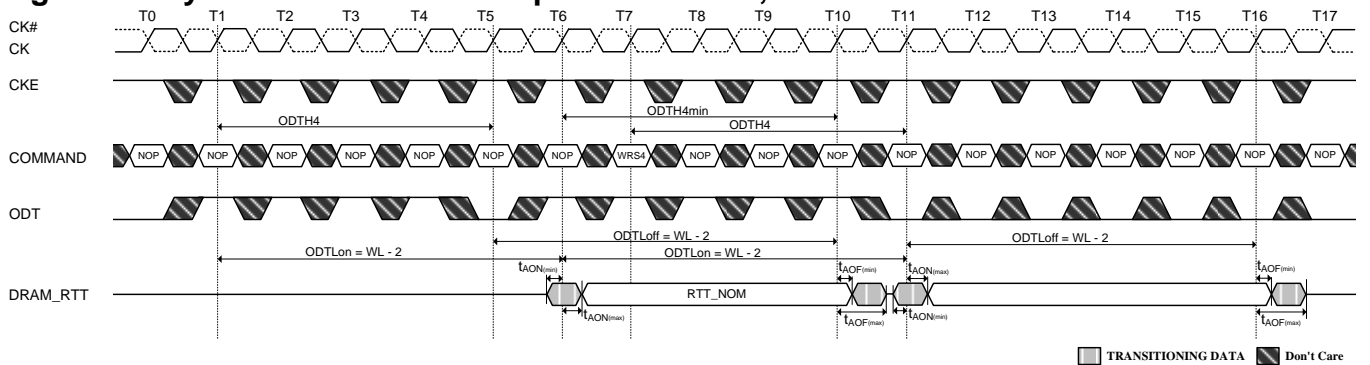 T0 T1 T2 T3 T4 T5 T6 T7 T8 T9 T10 T11 T12 T13 T14 T15 T16 T17
CK#
CK
CKE
ODTH4 ODTH4min
ODTH4
COMMAND NOP NOP NOP NOP NOP NOP NOP WRS4 NOP NOP NOP NOP NOP NOP NOP NOP NOP NOP
ODT
ODTLoff = WL - 2 ODTLoff = WL - 2
ODTLon = WL - 2 ODTLon = WL - 2
tAON(min) tAOF(min) tAON(max) tAOF(min)
DRAM_RTT RTT_NOM
tAON(max) tAOF(max) tAON(min) tAOF(max)
TRANSITIONING DATA Don't Care